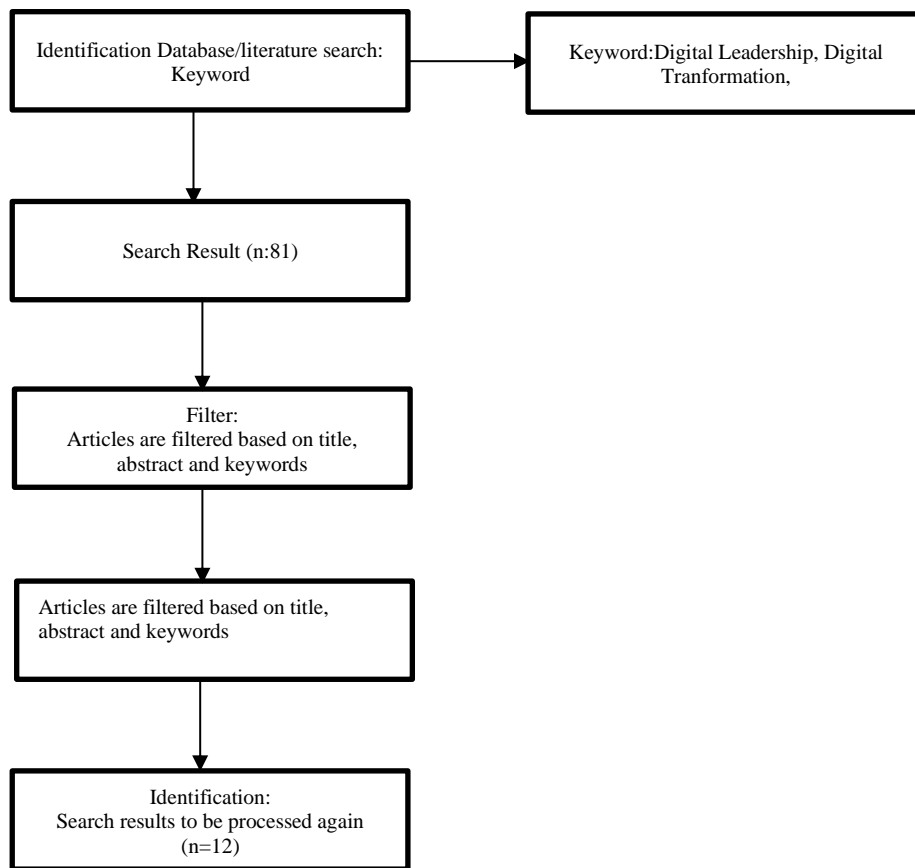 Identification Database/literature search:
Keyword
Keyword:Digital Leadership, Digital
Tranformation,
Search Result (n:81)
Filter:
Articles are filtered based on title,
abstract and keywords
Articles are filtered based on title,
abstract and keywords
Identification:
Search results to be processed again
(n=12)